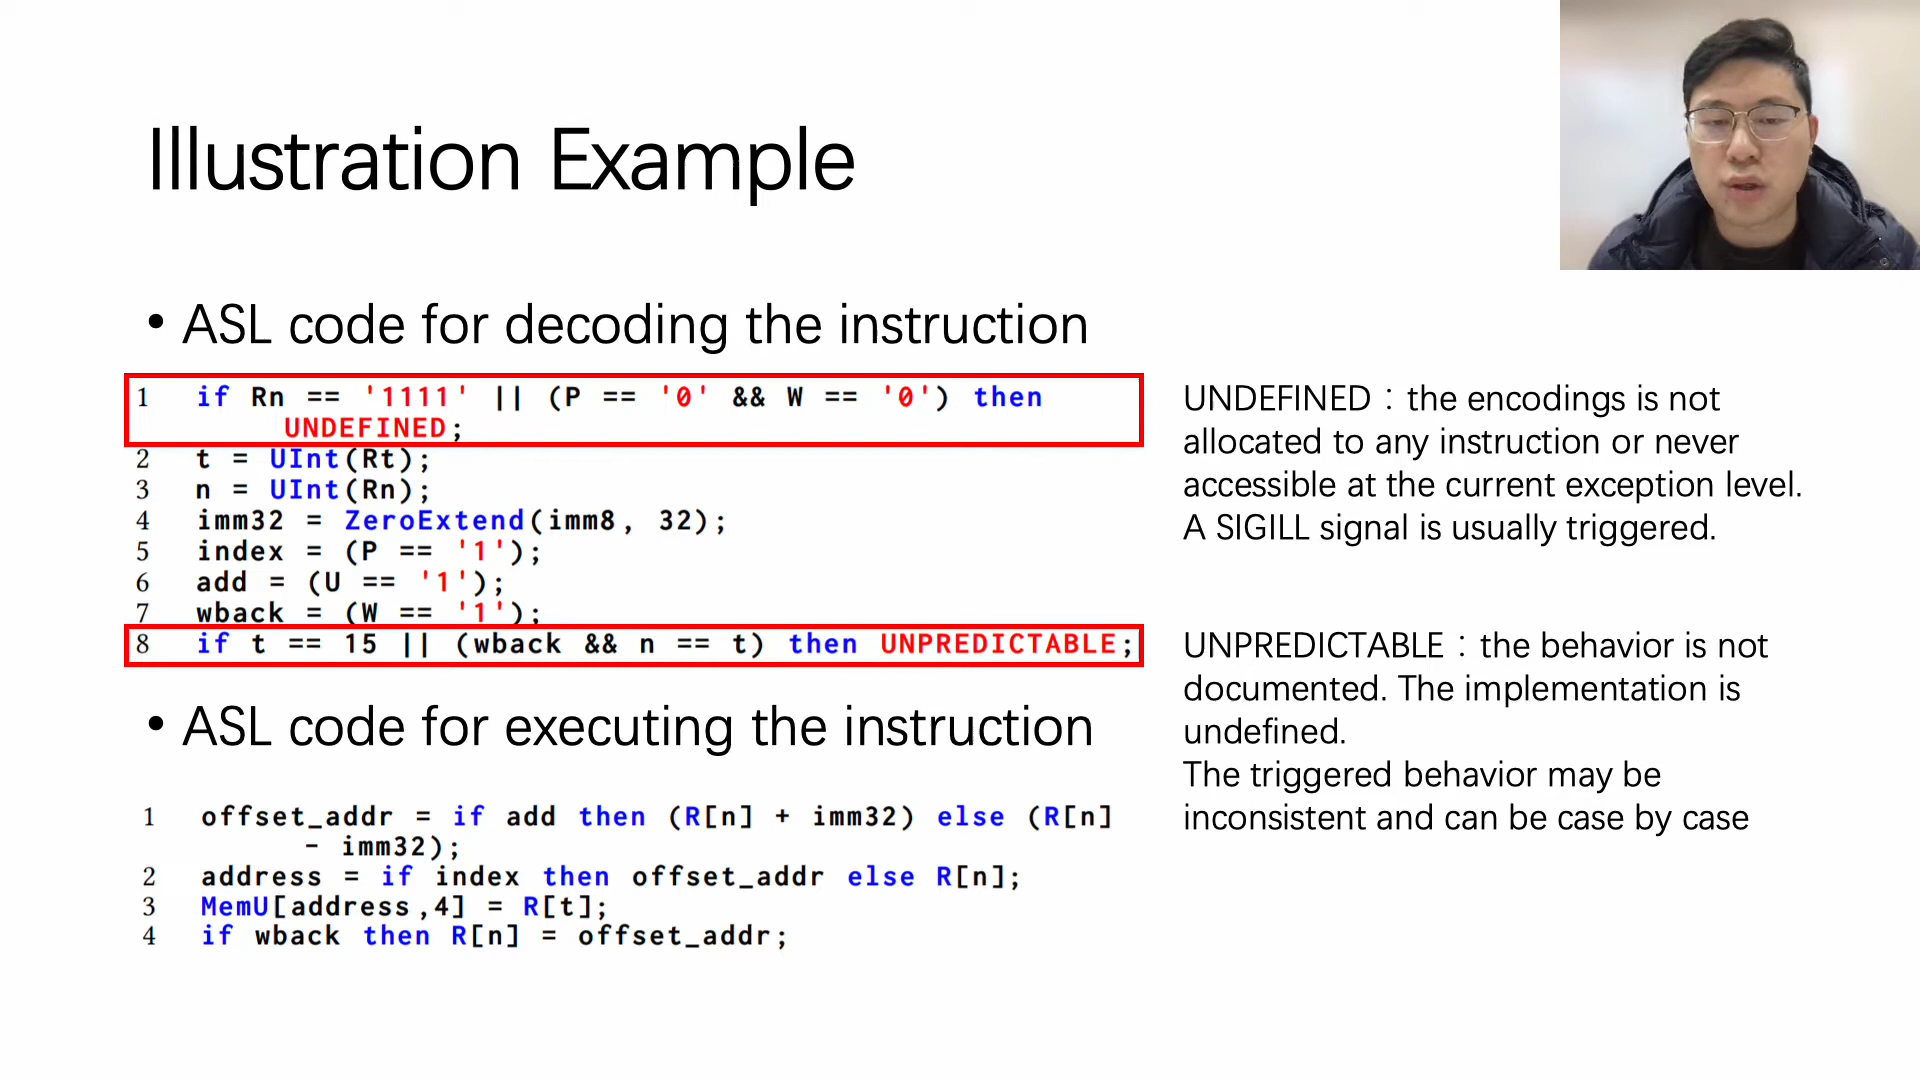 Illustration Example
• ASL code for decoding the instruction
1 if Rn == '1111' || (P == '0' && W == '0') then
UNDEFINED;
2 t = UInt(Rt);
3 n = UInt(Rn);
4 imm32 = ZeroExtend(imm8, 32);
5 index = (P == '1');
6 add = (U == '1');
7 wback = (W == '1');
8 if t == 15 || (wback && n == t) then UNPREDICTABLE;
• ASL code for executing the instruction
1 offset_addr = if add then (R[n] + imm32) else (R[n]
- imm32);
2 address = if index then offset_addr else R[n];
3 MemU[address,4] = R[t];
4 if wback then R[n] = offset_addr;
UNDEFINED：the encodings is not
allocated to any instruction or never
accessible at the current exception level.
A SIGILL signal is usually triggered.
UNPREDICTABLE：the behavior is not
documented. The implementation is
undefined.
The triggered behavior may be
inconsistent and can be case by case